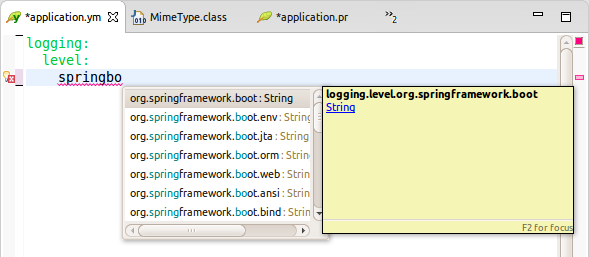 *application.ym
MimeType.class
*application.pr
»2
logging:
level:
springbo
org.springframework.boot : String
org.springframework.boot.env : String
org.springframework.boot.jta : String
org.springframework.boot.orm : String
org.springframework.boot.web : String
org.springframework.boot.ansi : String
org.springframework.boot.bind : String
logging.level.org.springframework.boot
String
F2 for focus